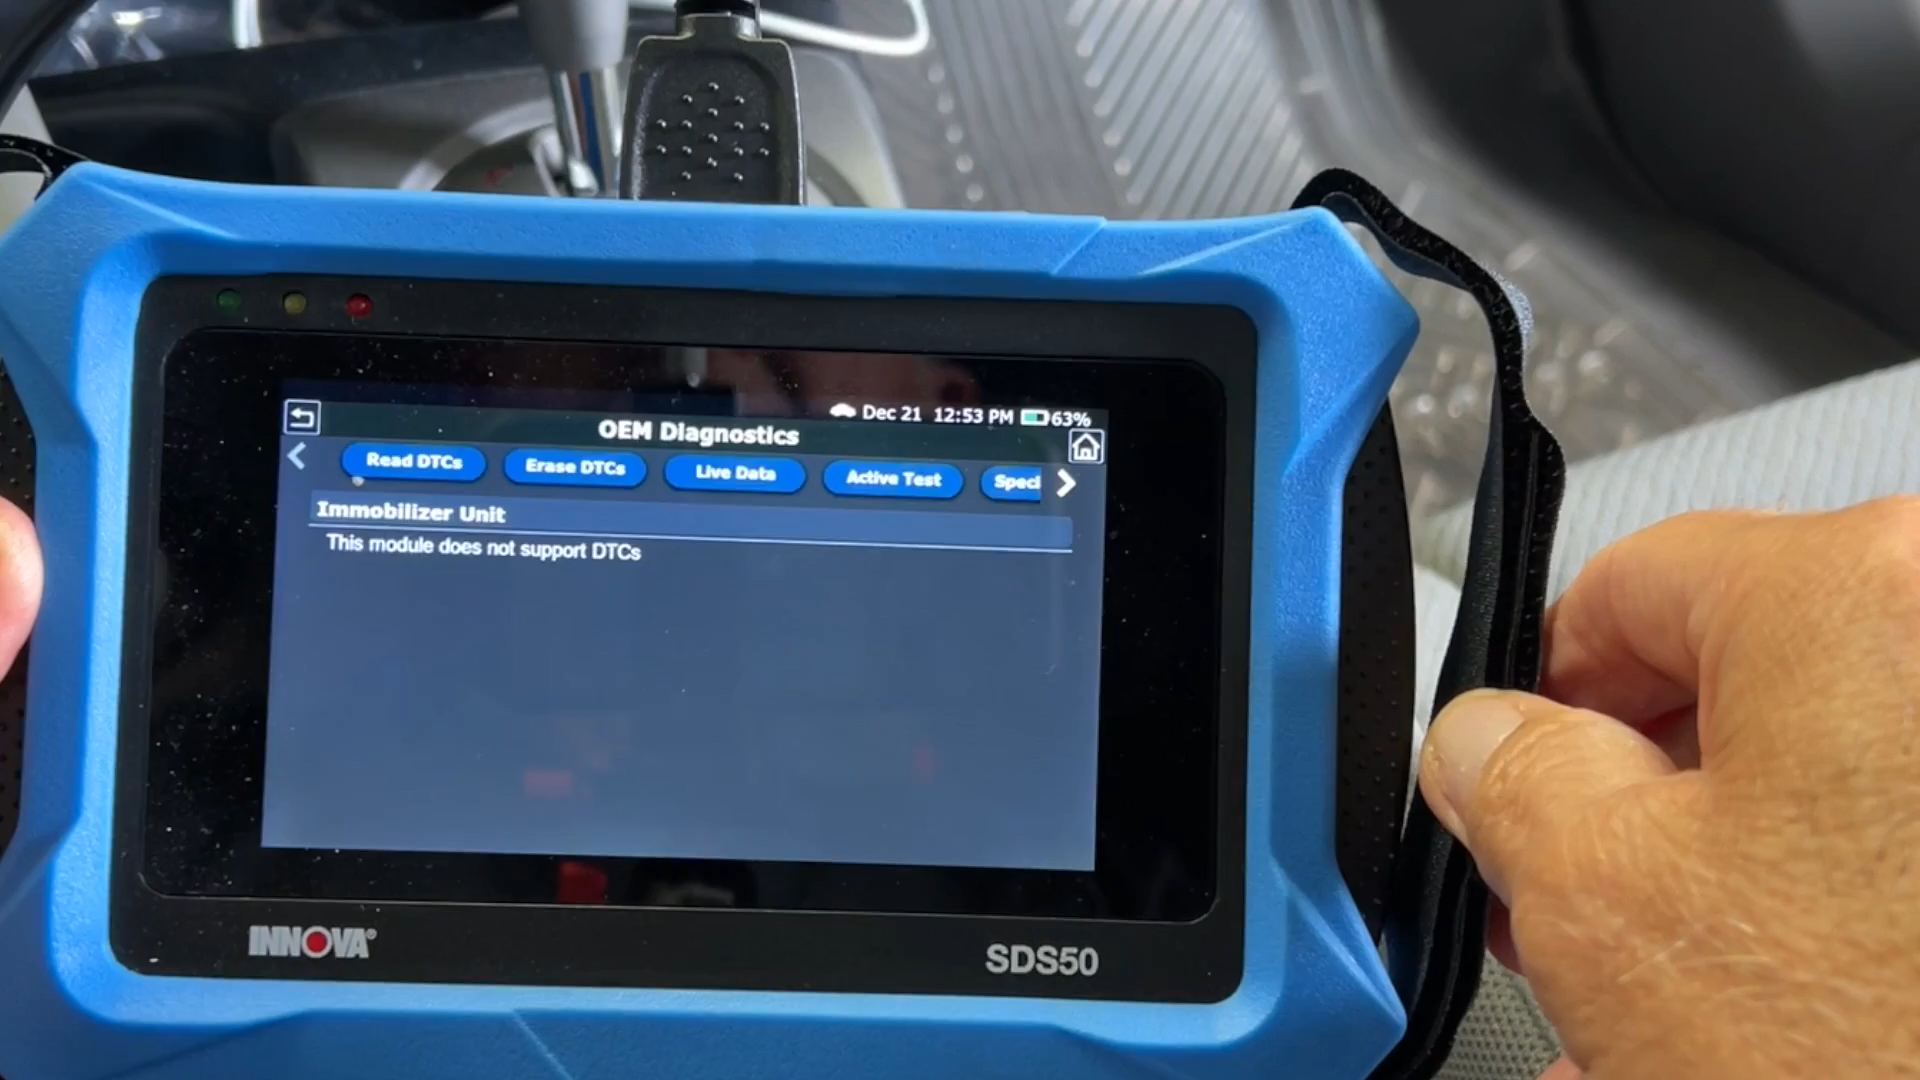 Dec 21 12:53 PM 63%
OEM Diagnostics
Read DTCs Erase DTCs Live Data Active Test Speci
Immobilizer Unit
This module does not support DTCs
INNOVA®
SDS50